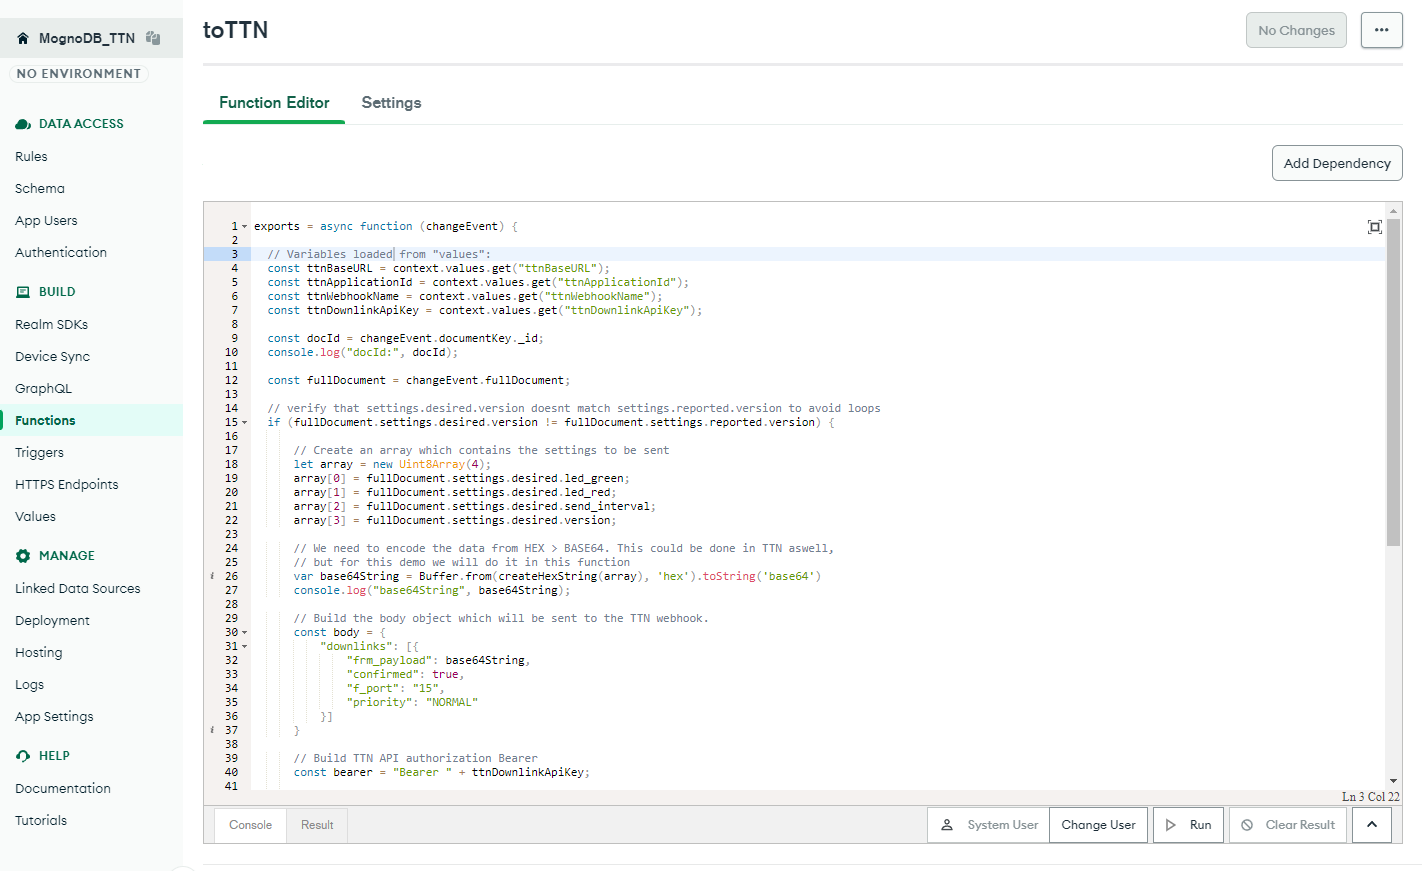 MognoDB_TTN
NO ENVIRONMENT
DATA ACCESS
Rules
Schema
App Users
Authentication
BUILD
Realm SDKs
Device Sync
GraphQL
Functions
Triggers
HTTPS Endpoints
Values
MANAGE
Linked Data Sources
Deployment
Hosting
Logs
App Settings
HELP
Documentation
Tutorials
toTTN
No Changes
Function Editor Settings
Add Dependency
1 exports = async function (changeEvent) {
2
3 // Variables loaded from "values":
4 const ttnBaseURL = context.values.get("ttnBaseURL");
5 const ttnApplicationId = context.values.get("ttnApplicationId");
6 const ttnWebhookName = context.values.get("ttnWebhookName");
7 const ttnDownlinkApiKey = context.values.get("ttnDownlinkApiKey");
8
9 const docId = changeEvent.documentKey._id;
10 console.log("docId:", docId);
11
12 const fullDocument = changeEvent.fullDocument;
13
14 // verify that settings.desired.version doesnt match settings.reported.version to avoid loops
15 if (fullDocument.settings.desired.version != fullDocument.settings.reported.version) {
16
17 // Create an array which contains the settings to be sent
18 let array = new Uint8Array(4);
19 array[0] = fullDocument.settings.desired.led_green;
20 array[1] = fullDocument.settings.desired.led_red;
21 array[2] = fullDocument.settings.desired.send_interval;
22 array[3] = fullDocument.settings.desired.version;
23
24 // We need to encode the data from HEX > BASE64. This could be done in TTN aswell,
25 // but for this demo we will do it in this function
i 26 var base64String = Buffer.from(createHexString(array), 'hex').toString('base64')
27 console.log("base64String", base64String);
28
29 // Build the body object which will be sent to the TTN webhook.
30 const body = {
31 "downlinks": [{
32 "frm_payload": base64String,
33 "confirmed": true,
34 "f_port": "15",
35 "priority": "NORMAL"
36 }]
i 37 }
38
39 // Build TTN API authorization Bearer
40 const bearer = "Bearer " + ttnDownlinkApiKey;
41
Ln 3 Col 22
Console Result System User Change User Run Clear Result